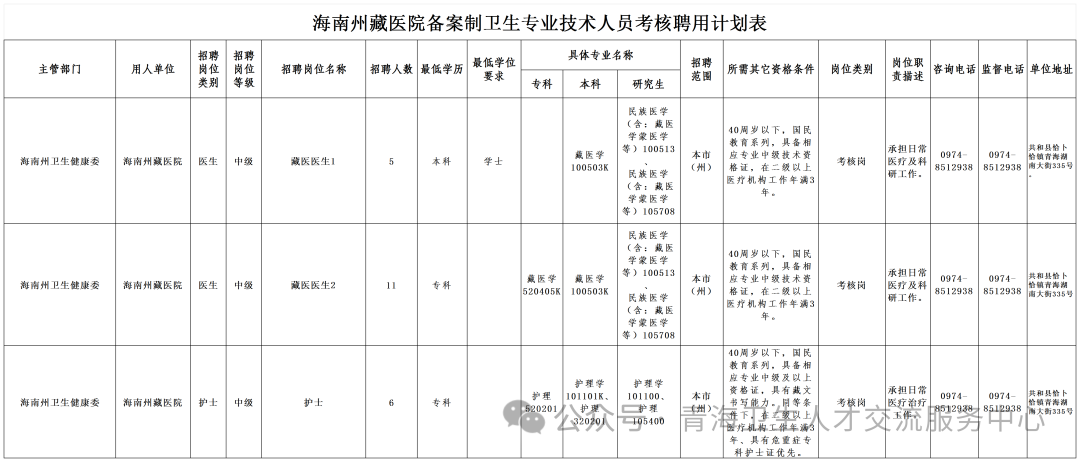 海南州藏医院备案制卫生专业技术人员考核聘用计划表
主管部门
用人单位
招聘
岗位
类别
招聘
岗位
等级
招聘岗位名称
招聘人数
最低学历
最低学位
要求
具体专业名称
专科
本科
研究生
招聘
范围
所需其它资格条件
岗位类别
岗位职
责描述
咨询电话
监督电话
单位地址
海南州卫生健康委
海南州藏医院
医生
中级
藏医医生1
5
本科
学士
藏医学
100503K
民族医学
（含：藏医
学蒙医学
等）100513
、
民族医学
（含：藏医
学蒙医学
等）105708
本市
（州）
40周岁以下，国民
教育系列，具备相
应专业中级技术资
格证，在二级以上
医疗机构工作年满3
年。
考核岗
承担日常
医疗及科
研工作。
0974-
8512938
0974-
8512938
共和县恰卜
恰镇青海湖
南大街335号
。
海南州卫生健康委
海南州藏医院
医生
中级
藏医医生2
11
专科
藏医学
520405K
藏医学
100503K
民族医学
（含：藏医
学蒙医学
等）100513
、
民族医学
（含：藏医
学蒙医学
等）105708
本市
（州）
40周岁以下，国民
教育系列，具备相
应专业中级技术资
格证，在二级以上
医疗机构工作年满3
年。
考核岗
承担日常
医疗及科
研工作。
0974-
8512938
0974-
8512938
共和县恰卜
恰镇青海湖
南大街335号
海南州卫生健康委
海南州藏医院
护士
中级
护士
6
专科
护理
520201
护理学
101101K、
护理
320201
护理学
101100、
护理
105400
本市
（州）
40周岁以下，国民
教育系列，具备相
应专业中级及以上
资格证，具有藏文
书写能力。同等条
件下，在二级以上
医疗机构工作年满3
年、具有危重症专
科护士证优先。
考核岗
承担日常
医疗治疗
工作。
0974-
8512938
0974-
8512938
共和县恰卜
恰镇青海湖
南大街335号
公众号 · 青海卫生人才交流服务中心